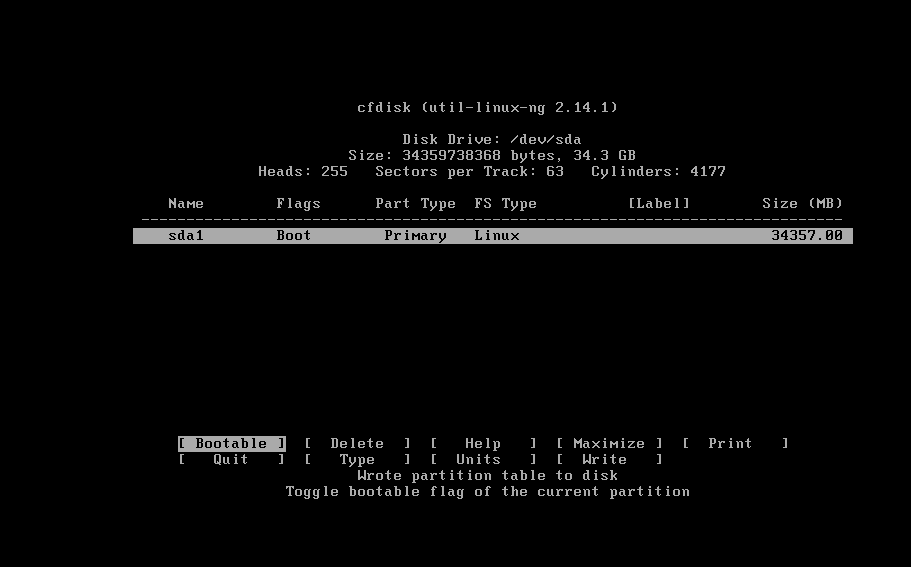 cfdisk (util-linux-ng 2.14.1)
Disk Drive: /dev/sda
Size: 34359738368 bytes, 34.3 GB
Heads: 255   Sectors per Track: 63   Cylinders: 4177
Name        Flags      Part Type  FS Type          [Label]        Size (MB)
------------------------------------------------------------------------------
sda1        Boot        Primary   Linux                            34357.00
[ Bootable ]  [  Delete  ]  [   Help   ]  [ Maximize ]  [  Print   ]
[   Quit   ]  [   Type   ]  [  Units   ]  [  Write   ]
Wrote partition table to disk
Toggle bootable flag of the current partition